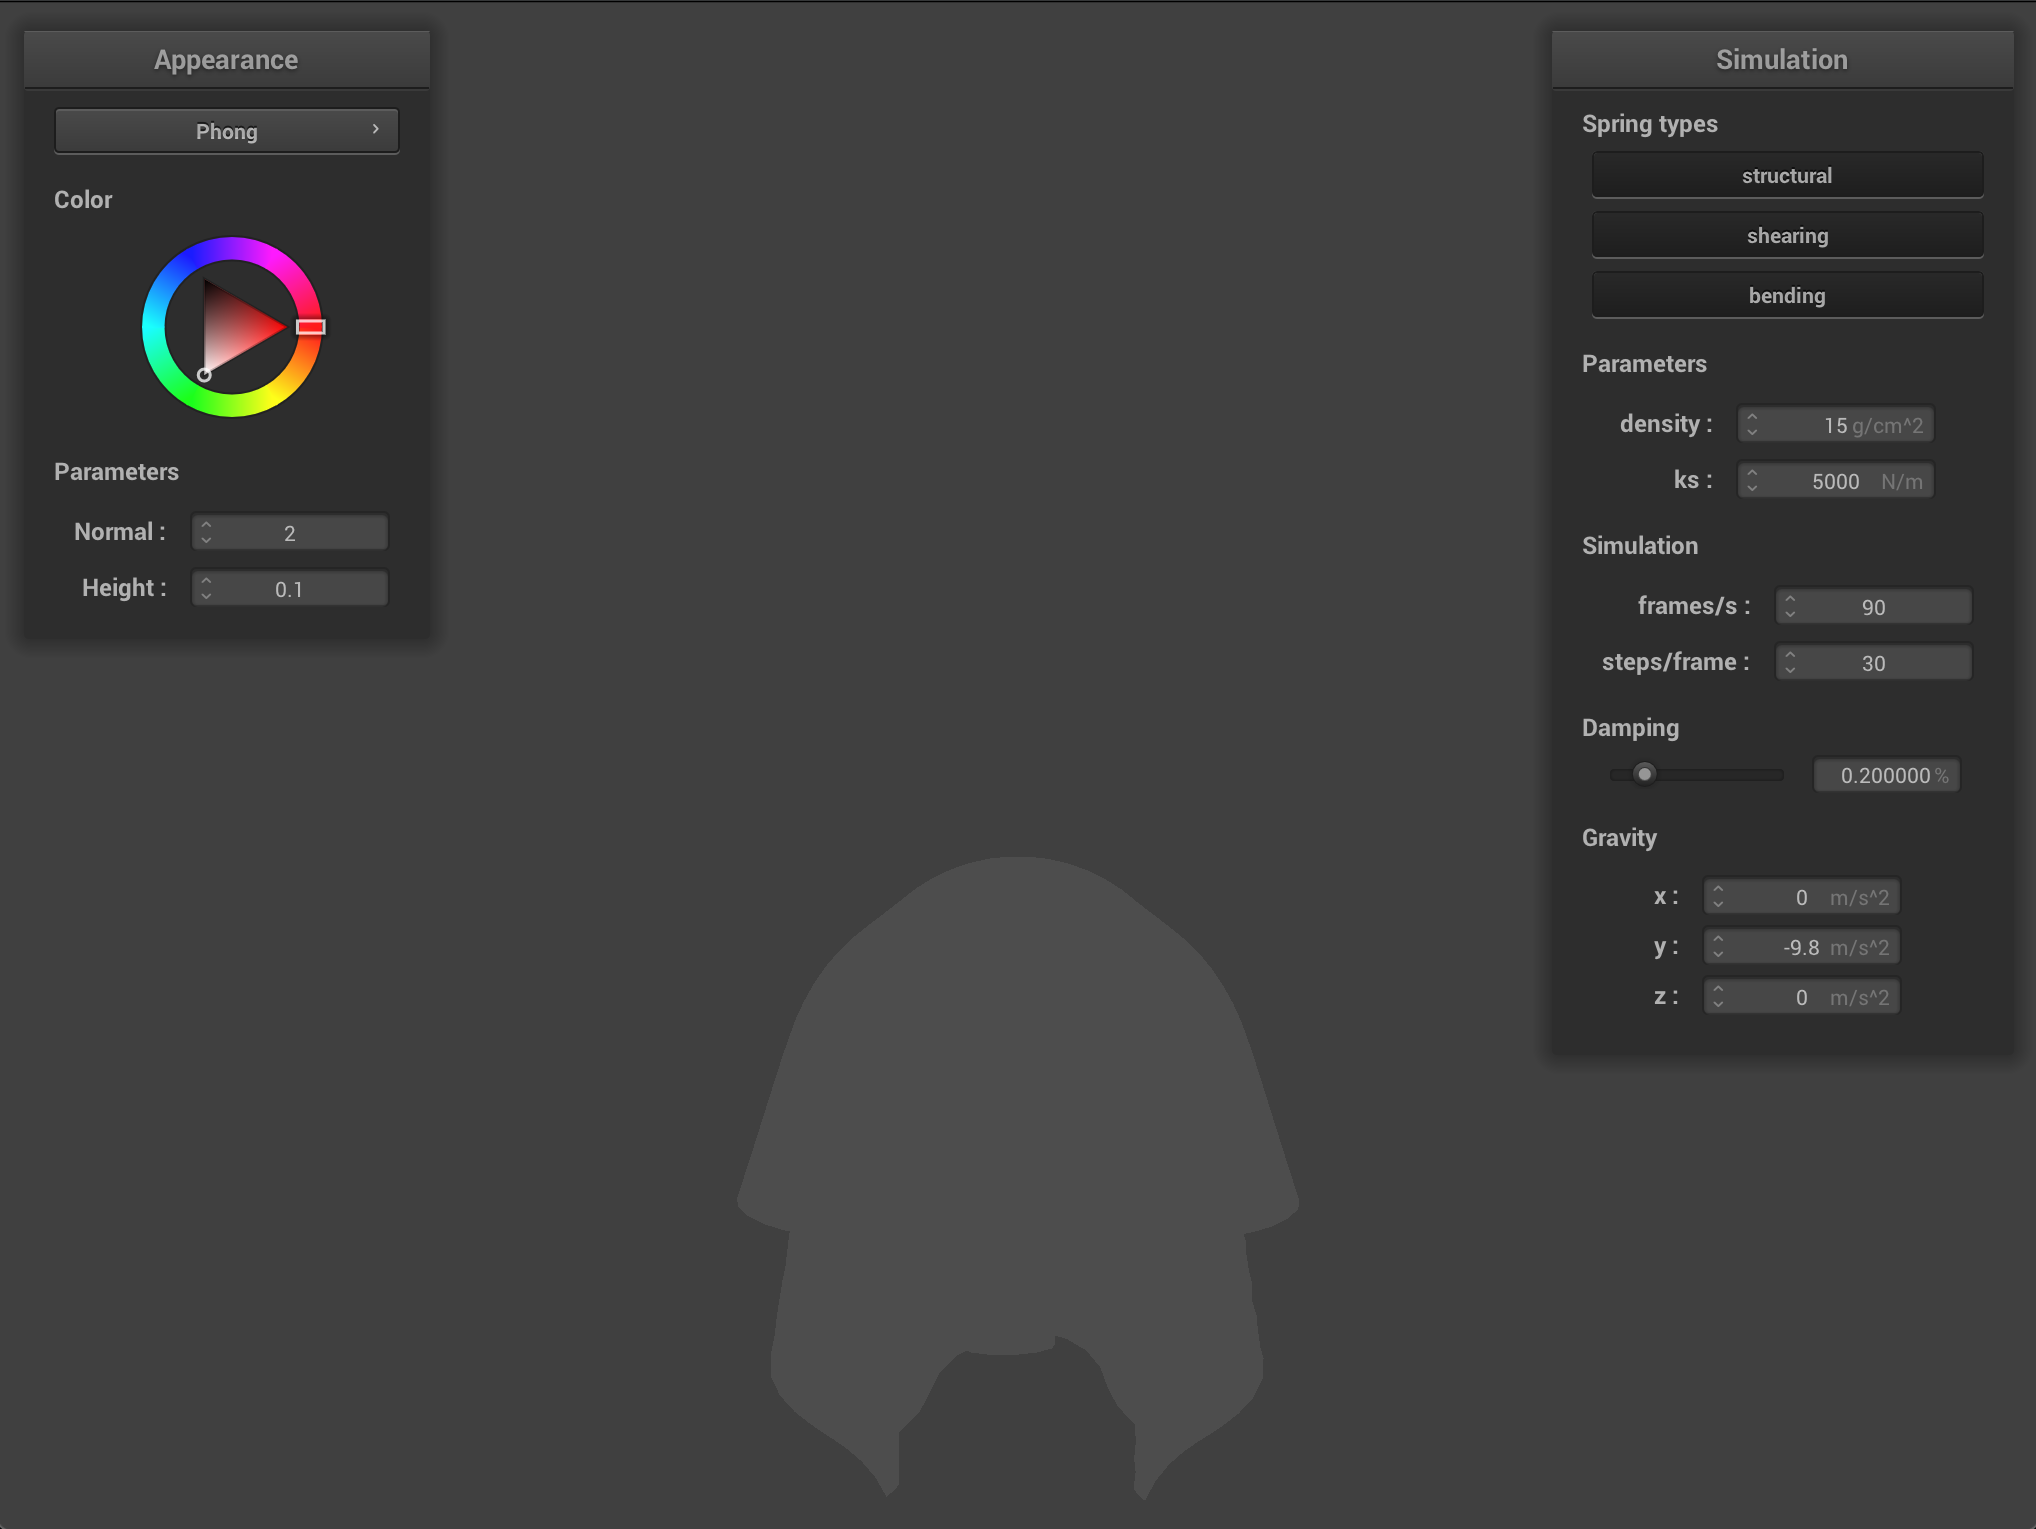 Appearance
Phong
Color
Parameters
Normal : 2
Height : 0.1
Simulation
Spring types
structural
shearing
bending
Parameters
density : 15 g/cm^2
ks : 5000 N/m
Simulation
frames/s : 90
steps/frame : 30
Damping
0.200000 %
Gravity
x : 0 m/s^2
y : -9.8 m/s^2
z : 0 m/s^2